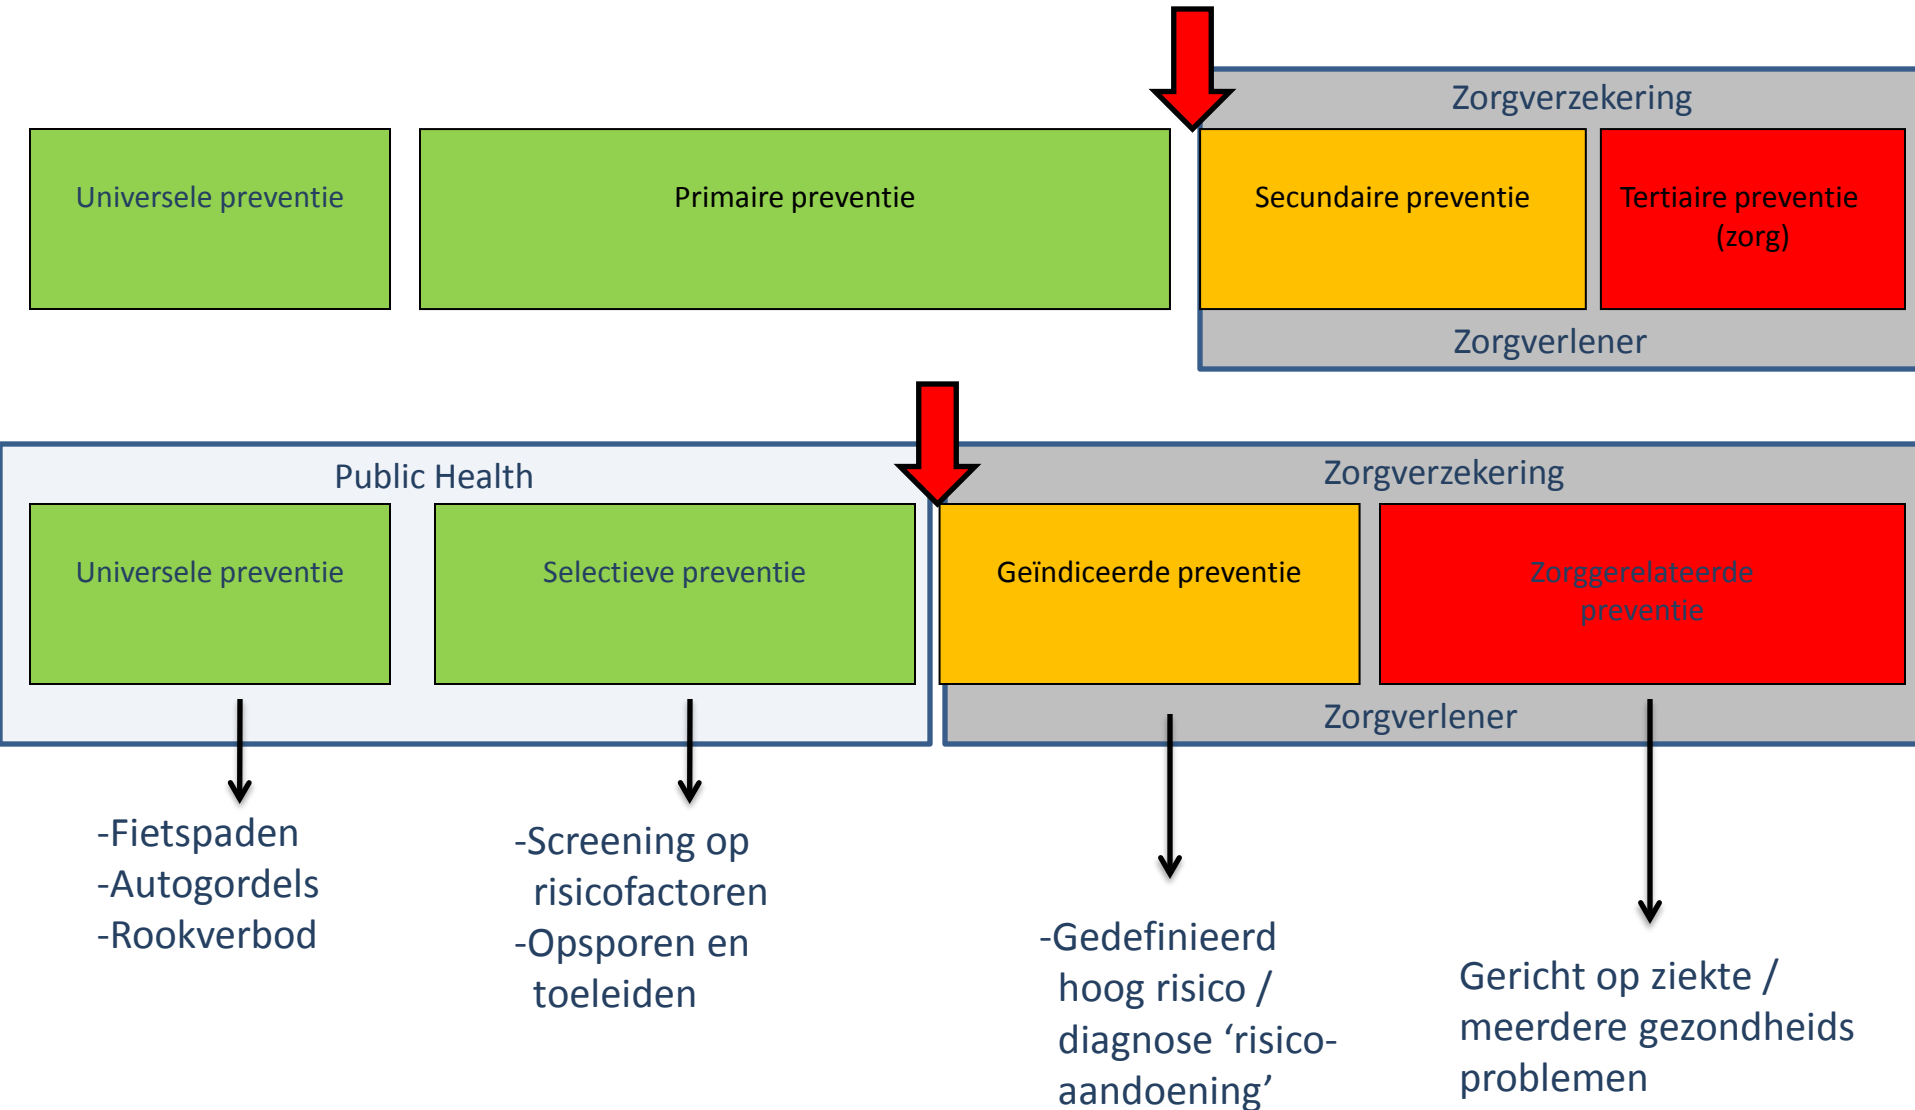 Zorgverzekering
Universele preventie
Primaire preventie
Secundaire preventie
Tertiaire preventie
(zorg)
Zorgverlener
Public Health
Zorgverzekering
Universele preventie
Selectieve preventie
Geïndiceerde preventie
Zorggerelateerde
preventie
Zorgverlener
-Fietspaden
-Autogordels
-Rookverbod
-Screening op
risicofactoren
-Opsporen en
toeleiden
-Gedefinieerd
hoog risico /
diagnose ‘risico-
aandoening’
Gericht op ziekte /
meerdere gezondheids
problemen